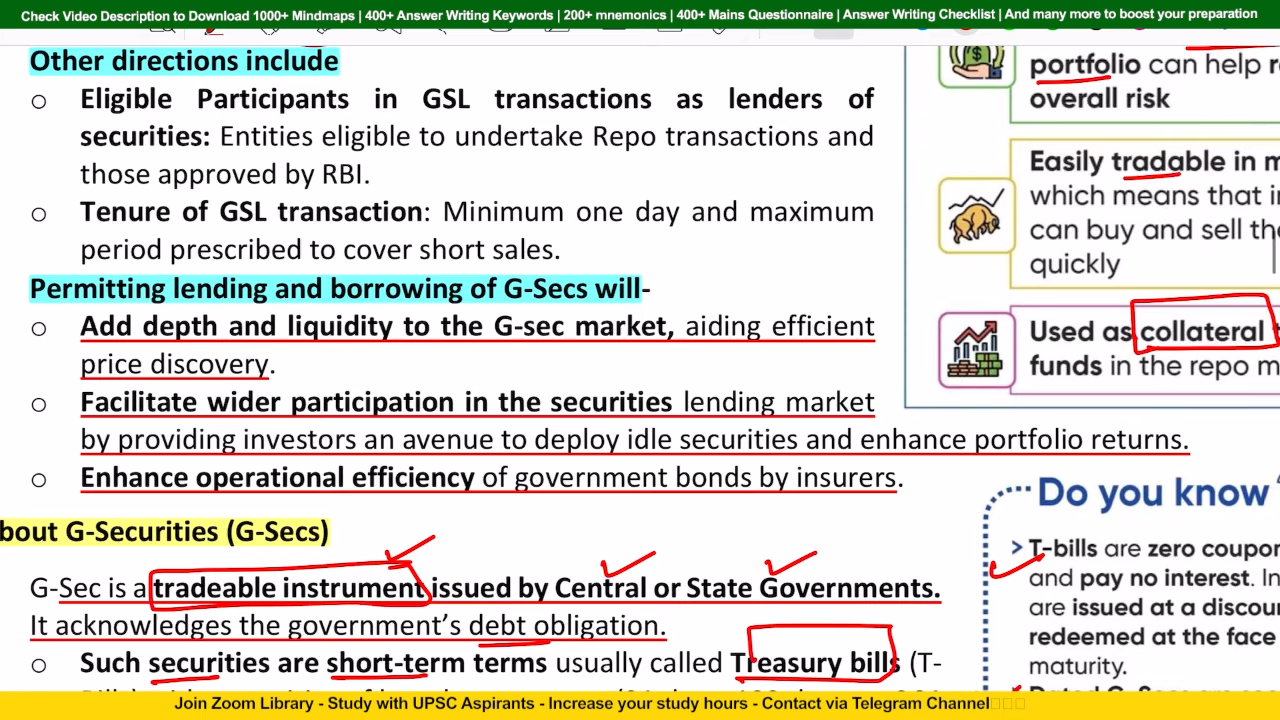 Check Video Description to Download 1000+ Mindmaps | 400+ Answer Writing Keywords | 200+ mnemonics | 400+ Mains Questionnaire | Answer Writing Checklist | And many more to boost your preparation
Other directions include
o Eligible Participants in GSL transactions as lenders of
securities: Entities eligible to undertake Repo transactions and
those approved by RBI.
o Tenure of GSL transaction: Minimum one day and maximum
period prescribed to cover short sales.
Permitting lending and borrowing of G-Secs will-
o Add depth and liquidity to the G-sec market, aiding efficient
price discovery.
o Facilitate wider participation in the securities lending market
by providing investors an avenue to deploy idle securities and enhance portfolio returns.
o Enhance operational efficiency of government bonds by insurers.
bout G-Securities (G-Secs)
G-Sec is a tradeable instrument issued by Central or State Governments.
It acknowledges the government's debt obligation.
o Such securities are short-term terms usually called Treasury bills (T-
portfolio can help
overall risk
Easily tradable in
which means that
can buy and sell
quickly
Used as collateral
funds in the repo
Do you know
> T-bills are zero coupon
and pay no interest. In
are issued at a discou
redeemed at the face
maturity.
Join Zoom Library - Study with UPSC Aspirants - Increase your study hours - Contact via Telegram Channel